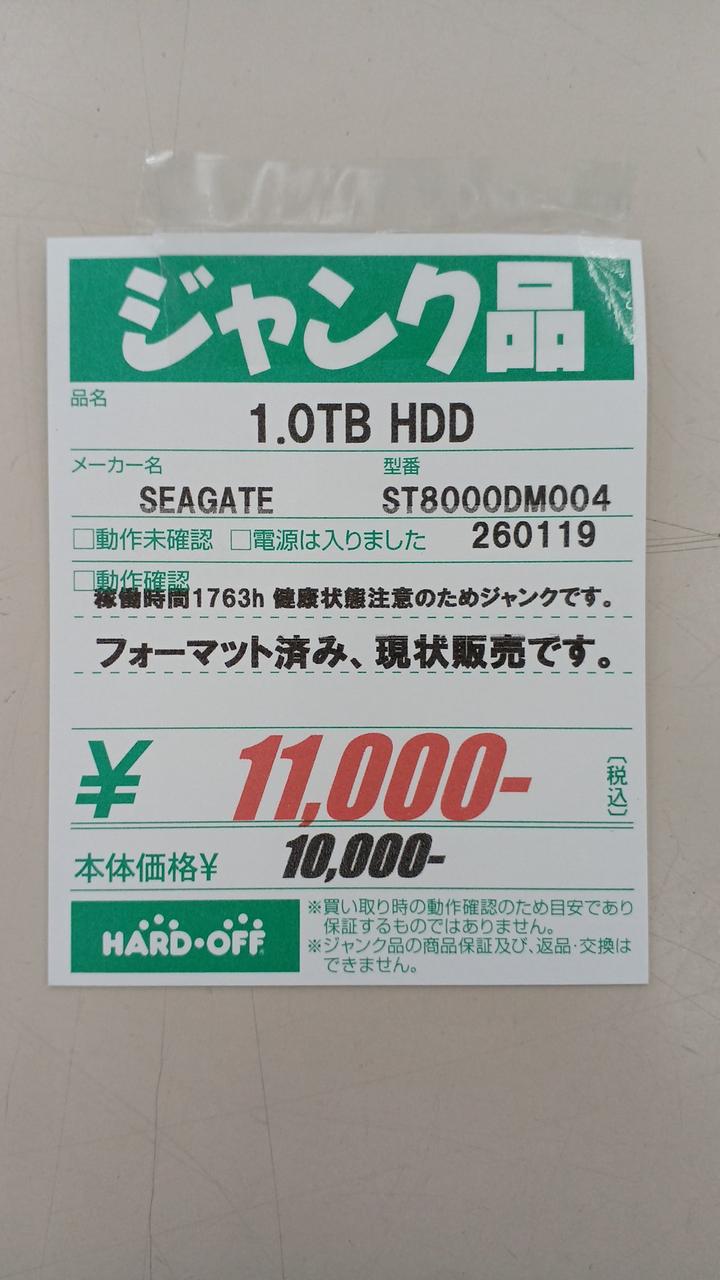 ジャンク品
品名
1.0TB HDD
メーカー名 型番
SEAGATE ST8000DM004
□動作未確認 □電源は入りました 260119
□動作確認
稼働時間1763h 健康状態注意のためジャンクです。
フォーマット済み、現状販売です。
¥ 11,000- 〔税込〕
本体価格¥ 10,000-
HARD・OFF
※買い取り時の動作確認のため目安であり
保証するものではありません。
※ジャンク品の商品保証及び、返品・交換は
できません。